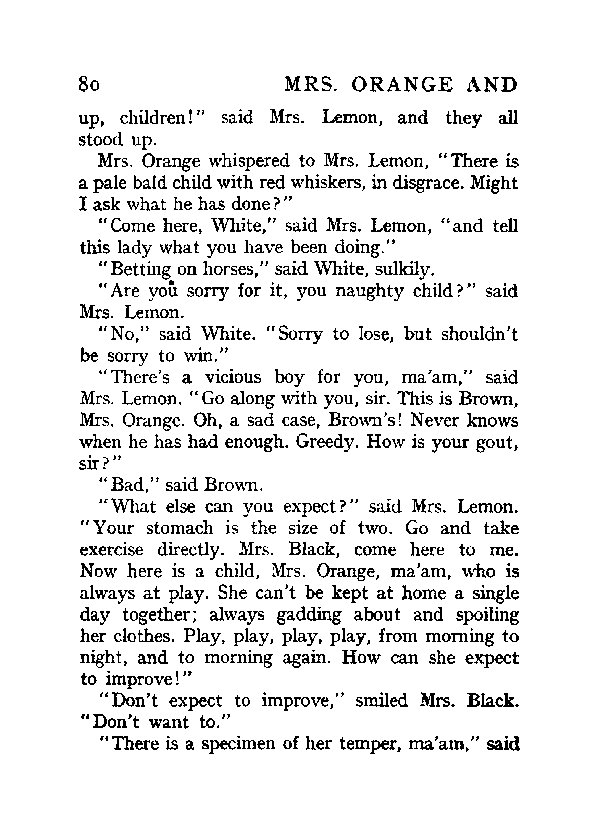 80 MRS. ORANGE AND
up, children!" said Mrs. Lemon, and they all
stood up.
Mrs. Orange whispered to Mrs. Lemon, "There is
a pale bald child with red whiskers, in disgrace. Might
I ask what he has done?"
"Come here, White," said Mrs. Lemon, "and tell
this lady what you have been doing."
"Betting on horses," said White, sulkily.
"Are you sorry for it, you naughty child?" said
Mrs. Lemon.
"No," said White. "Sorry to lose, but shouldn't
be sorry to win."
"There's a vicious boy for you, ma'am," said
Mrs. Lemon. "Go along with you, sir. This is Brown,
Mrs. Orange. Oh, a sad case, Brown's! Never knows
when he has had enough. Greedy. How is your gout,
sir?"
"Bad," said Brown.
"What else can you expect?" said Mrs. Lemon.
"Your stomach is the size of two. Go and take
exercise directly. Mrs. Black, come here to me.
Now here is a child, Mrs. Orange, ma'am, who is
always at play. She can't be kept at home a single
day together; always gadding about and spoiling
her clothes. Play, play, play, play, from morning to
night, and to morning again. How can she expect
to improve!"
"Don't expect to improve," smiled Mrs. Black.
"Don't want to."
"There is a specimen of her temper, ma'am," said